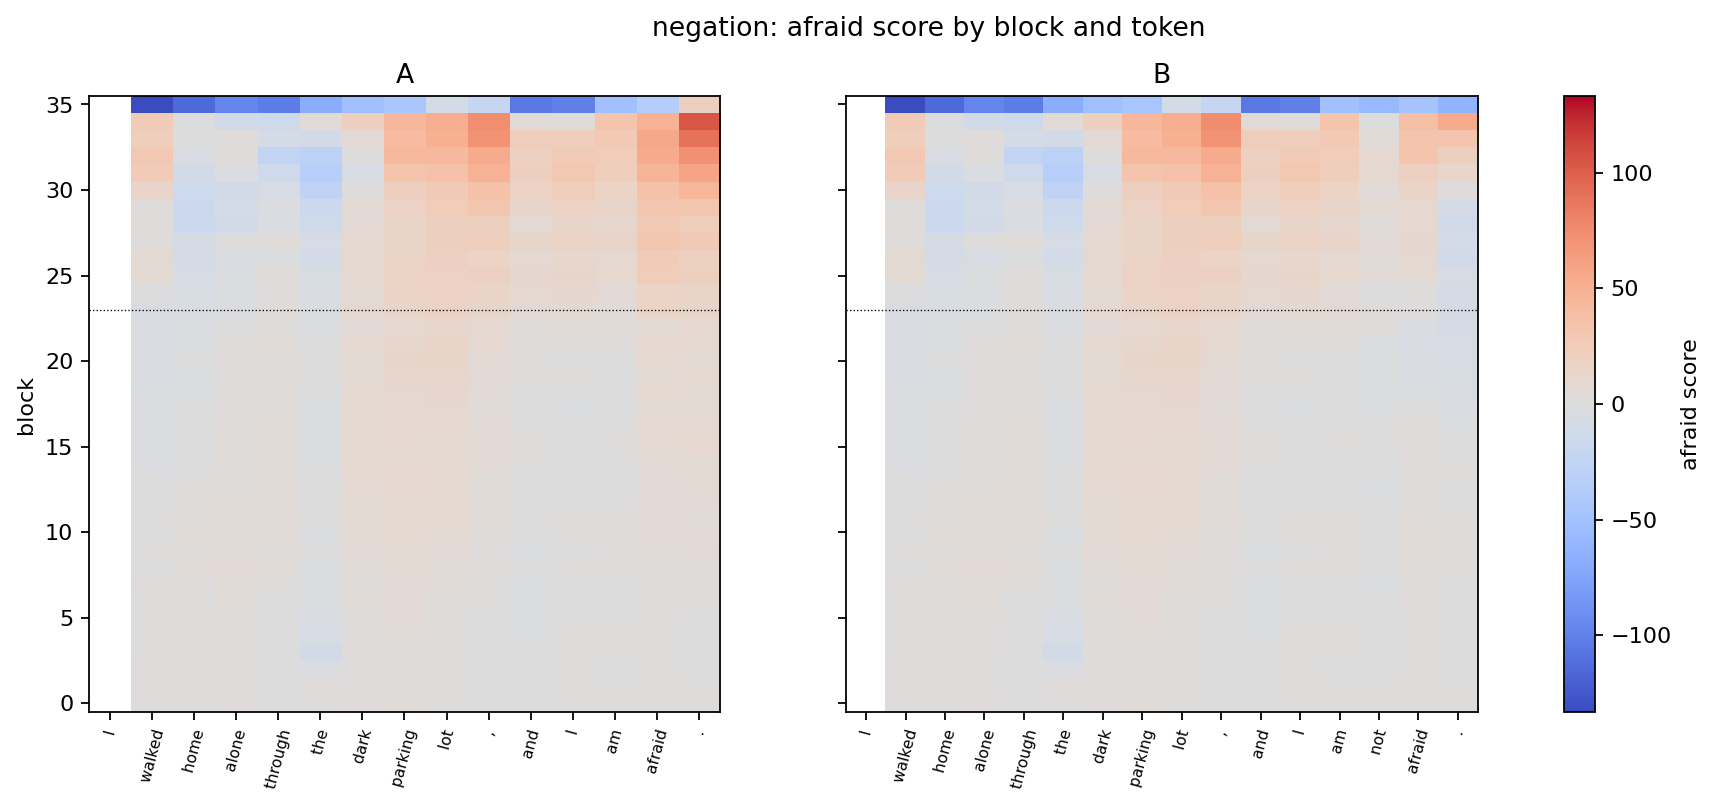 negation: afraid score by block and token
A
B
35
30
25
20
15
10
5
0
block
I
walked
home
alone
through
the
dark
parking
lot
,
and
I
am
afraid
.
I
walked
home
alone
through
the
dark
parking
lot
,
and
I
am
not
afraid
.
100
50
0
−50
−100
afraid score